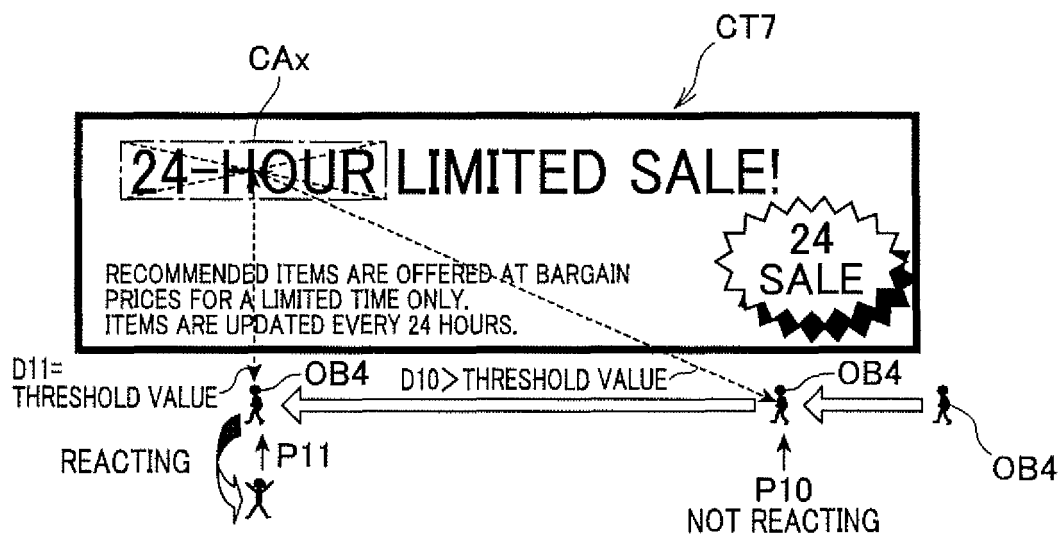 CT7
CAx
24-HOUR LIMITED SALE!
24
SALE
RECOMMENDED ITEMS ARE OFFERED AT BARGAIN
PRICES FOR A LIMITED TIME ONLY.
ITEMS ARE UPDATED EVERY 24 HOURS.
D11=
THRESHOLD VALUE
OB4
D10>THRESHOLD VALUE
OB4
OB4
REACTING
P11
P10
NOT REACTING